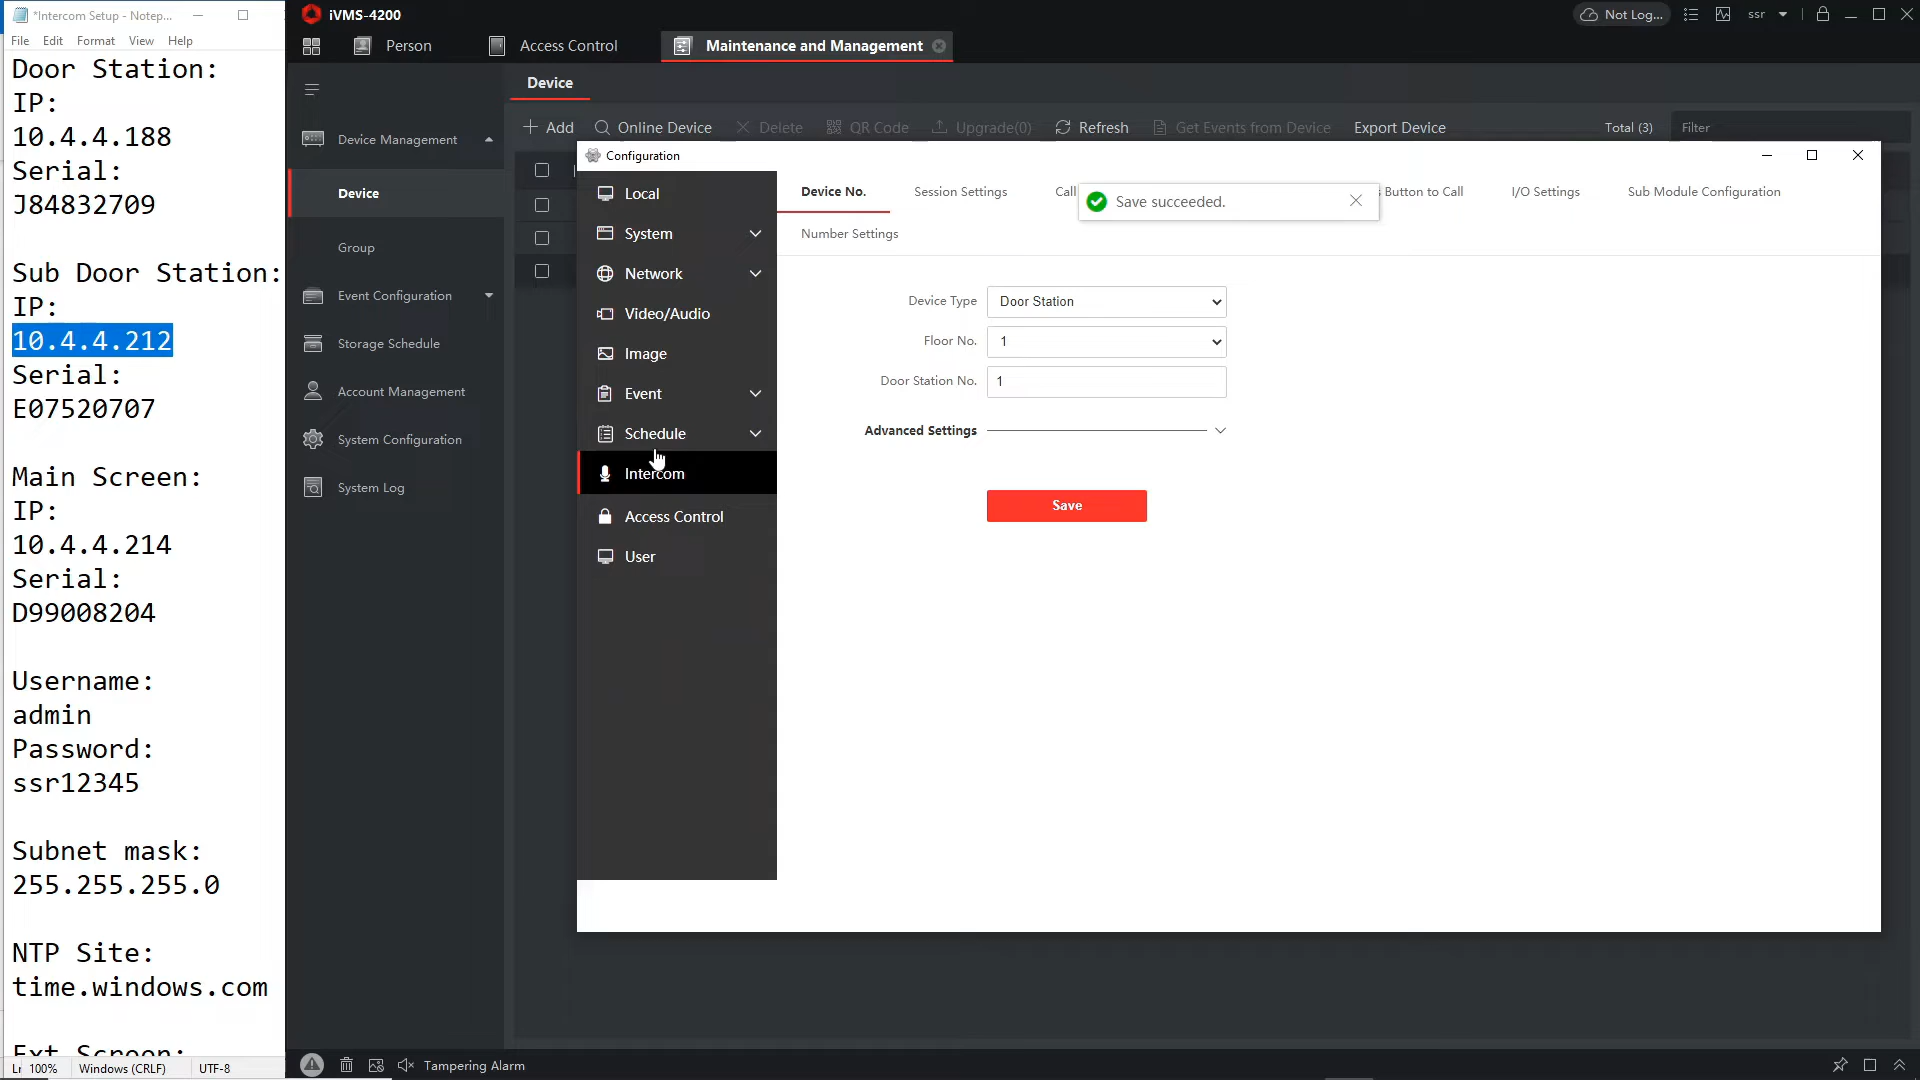 *Intercom Setup - Notep...
File Edit Format View Help
Door Station:
IP:
10.4.4.188
Serial:
J84832709
Sub Door Station:
IP:
10.4.4.212
Serial:
E07520707
Main Screen:
IP:
10.4.4.214
Serial:
D99008204
Username:
admin
Password:
ssr12345
Subnet mask:
255.255.255.0
NTP Site:
time.windows.com
Ext Screen:
100% Windows (CRLF) UTF-8
iVMS-4200
Not Log...
ssr
Person
Access Control
Maintenance and Management
Device Management
Device
Group
Event Configuration
Storage Schedule
Account Management
System Configuration
System Log
Device
Add
Online Device
Delete
QR Code
Upgrade(0)
Refresh
Get Events from Device
Export Device
Total (3)
Filter
Configuration
Local
System
Network
Video/Audio
Image
Event
Schedule
Intercom
Access Control
User
Device No.
Session Settings
Call
Save succeeded.
Button to Call
I/O Settings
Sub Module Configuration
Number Settings
Device Type Door Station
Floor No. 1
Door Station No. 1
Advanced Settings
Save
Tampering Alarm